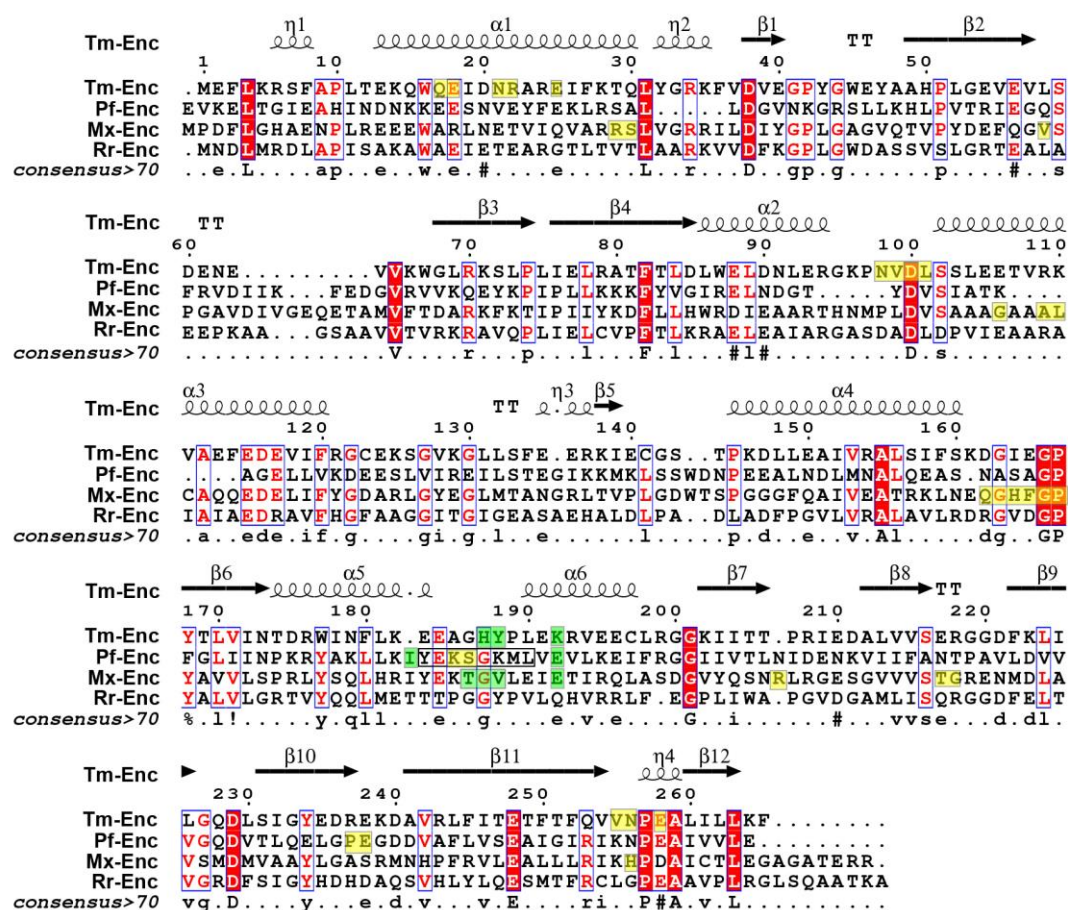 η1 α1 η2 β1 TT β2
Tm-Enc
1 10 20 30 40 50
Tm-Enc .MEFLKRSFAPLTEKQWQEIDNRAREIFKTQLYGRKFVDVEGPYGWEYAAHPLGEVEVLS
Pf-Enc EVKELTGIEAHINDNKKEESNVEYFEKLRSAL.....LDGVNKGRSLLKHLPVTRIEGQS
Mx-Enc MPDFLGHAENPLREEEWARLNETVIQVARRSLVGRRILDIYGPLGAGVQTVPYDEFQGVS
Rr-Enc .MNDLMRDLAPISAKAWAEIETEARGTLTVTLAARKVVDFKGPLGWDASSVSLGRTEALA
consensus>70 ..e.L....ap..e..w.e.#...e.......L..r...D..gp.g......p....#..s
TT β3 β4 α2
Tm-Enc
60 70 80 90 100 110
Tm-Enc DENE..........VVKWGLRKSLPLIELRATFTLDLWELDNLERGKPNVDLSSLEETVRK
Pf-Enc FRVDIIK...FEDGVRVVKQEYKPIPLLKKKFYVGIRELNDGT.....YDVSIATK....
Mx-Enc PGAVDIVGEQETAMVFTDARKFKTIPIIYKDFLLHWRDIEAARTHNMPLDVSAAAGAAAL
Rr-Enc EEPKAA...GSAAVVTVRKRAVQPLIELCVPFTLKRAELEAIARGASDADLDPVIEAARA
consensus>70 ..............V....r...p...l...F.l...#l#.........D.s........
α3 TT η3 β5 α4
Tm-Enc
120 130 140 150 160
Tm-Enc VAEFEDEVIFRGCEKSGVKGLLSFE.ERKIECGS..TPKDLLEAIVRALSIFSKDGIEGP
Pf-Enc ....AGELLVKDEESLVIREILSTEGIKKMKLSSWDNPEEALNDLMNALQEAS.NASAGP
Mx-Enc CAQQEDELIFYGDARLGYEGLMTANGRLTVPLGDWTSPGGGFQAIVEATRKLNEQGHFGP
Rr-Enc IAIAEDRAVFHGFAAGGITGIGEASAEHALDLPA..DLADFPGVLVRALAVLRDRGVDGP
consensus>70 .a..ede.if.g....gi.gl...e.......l......p..d..e..v.Al.....dg..GP
β6 α5 α6 β7 β8 TT β9
Tm-Enc
170 180 190 200 210 220
Tm-Enc YTLVINTDRWINFLK.EEAGHYPLEKRVEECLRGGKIITT.PRIEDALVVSERGGDFKLI
Pf-Enc FGLIINPKRYAKLLKIYEKSGKMLVEVLKEIFRGGIIVTLNIDENKVIIFANTPAVLDVV
Mx-Enc YAVVLSPRLYSQLHRIYEKTGVLEIETIRQLASDGVYQSNRLRGESGVVVSTGRENMDLA
Rr-Enc YALVLGRTVYQQLMETTTPGGYPVLQHVRRLF.EGPLIWA.PGVDGAMLISQRGGDFELT
consensus>70 %.l!.....y.qll...e..g.....v.e....G.i......#...vvse...d.dl.
β10 β11 η4 β12
Tm-Enc
230 240 250 260
Tm-Enc LGQDLSIGYEDREKDAVRLFITETFTFQVVNPEALILLKF........
Pf-Enc VGQDVTLQELGPEGDDVAFLVSEAIGIRIKNPEAIVVLE.........
Mx-Enc VSMDMVAAYLGASRMNHPFRVLEALLLRIKHPDAICTLEGAGATERR.
Rr-Enc VGRDFSIGYHDHDAQSVHLYLQESMTFRCLGPEAAVPLRGLSQAATKA
consensus>70 vg.D....y...e.d.v....v.E....ri..P#A..v.L........